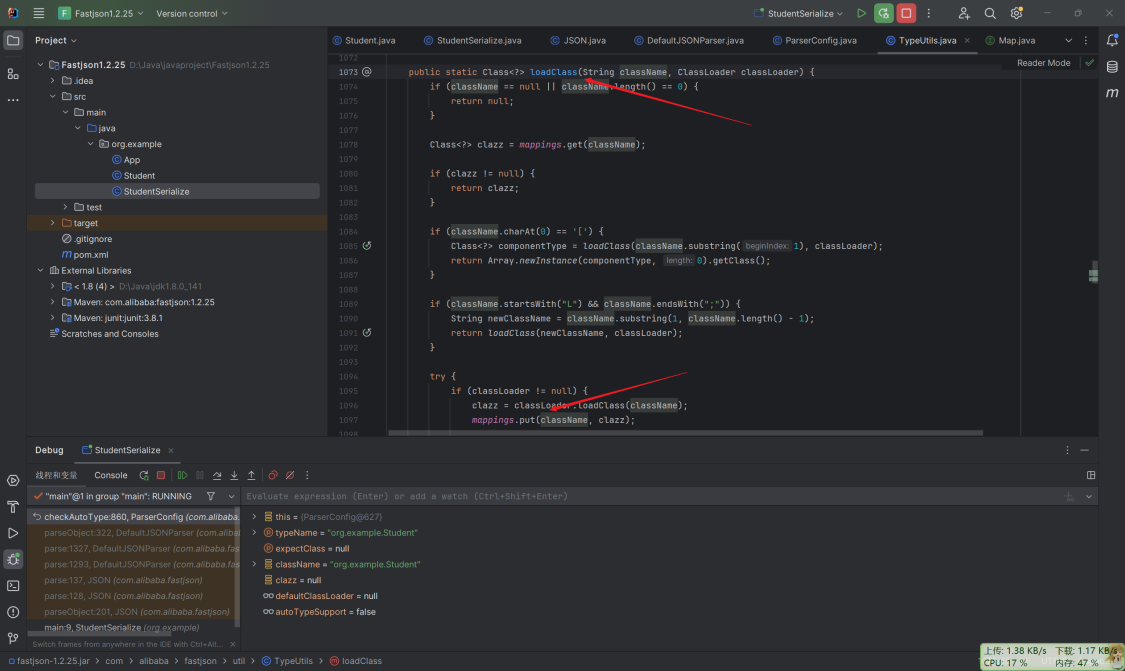 F Fastjson1.2.25 Version control StudentSerialize
Project
Student.java StudentSerialize.java JSON.java DefaultJSONParser.java ParserConfig.java TypeUtils.java Map.java
Reader Mode
Fastjson1.2.25 D:\Java\javaproject\Fastjson1.2.25
.idea
src
main
java
org.example
App
Student
StudentSerialize
test
target
.gitignore
pom.xml
External Libraries
< 1.8 (4) > D:\Java\jdk1.8.0_141
Maven: com.alibaba:fastjson:1.2.25
Maven: junit:junit:3.8.1
Scratches and Consoles
1072
1073 public static Class<?> loadClass(String className, ClassLoader classLoader) {
1074 if (className == null || className.length() == 0) {
1075 return null;
1076 }
1077
1078 Class<?> clazz = mappings.get(className);
1079
1080 if (clazz != null) {
1081 return clazz;
1082 }
1083
1084 if (className.charAt(0) == '[') {
1085 Class<?> componentType = loadClass(className.substring( beginIndex: 1), classLoader);
1086 return Array.newInstance(componentType, length: 0).getClass();
1087 }
1088
1089 if (className.startsWith("L") && className.endsWith(";")) {
1090 String newClassName = className.substring(1, className.length() - 1);
1091 return loadClass(newClassName, classLoader);
1092 }
1093
1094 try {
1095 if (classLoader != null) {
1096 clazz = classLoader.loadClass(className);
1097 mappings.put(className, clazz);
1098
Debug StudentSerialize
线程和变量 Console
"main"@1 in group "main": RUNNING
Evaluate expression (Enter) or add a watch (Ctrl+Shift+Enter)
checkAutoType:860, ParserConfig (com.alibaba.
parseObject:322, DefaultJSONParser (com.alib
parse:1327, DefaultJSONParser (com.alibaba.fas
parse:1293, DefaultJSONParser (com.alibaba.fas
parse:137, JSON (com.alibaba.fastjson)
parse:128, JSON (com.alibaba.fastjson)
parseObject:201, JSON (com.alibaba.fastjson)
main:9, StudentSerialize (org.example)
Switch frames from anywhere in the IDE with Ctrl+Alt...
this = {ParserConfig@627}
typeName = "org.example.Student"
expectClass = null
className = "org.example.Student"
clazz = null
defaultClassLoader = null
autoTypeSupport = false
fastjson-1.2.25.jar com alibaba fastjson util TypeUtils loadClass
上传: 1.38 KB/s 下载: 1.17 KB/s
CPU: 17 % 内存: 47 %